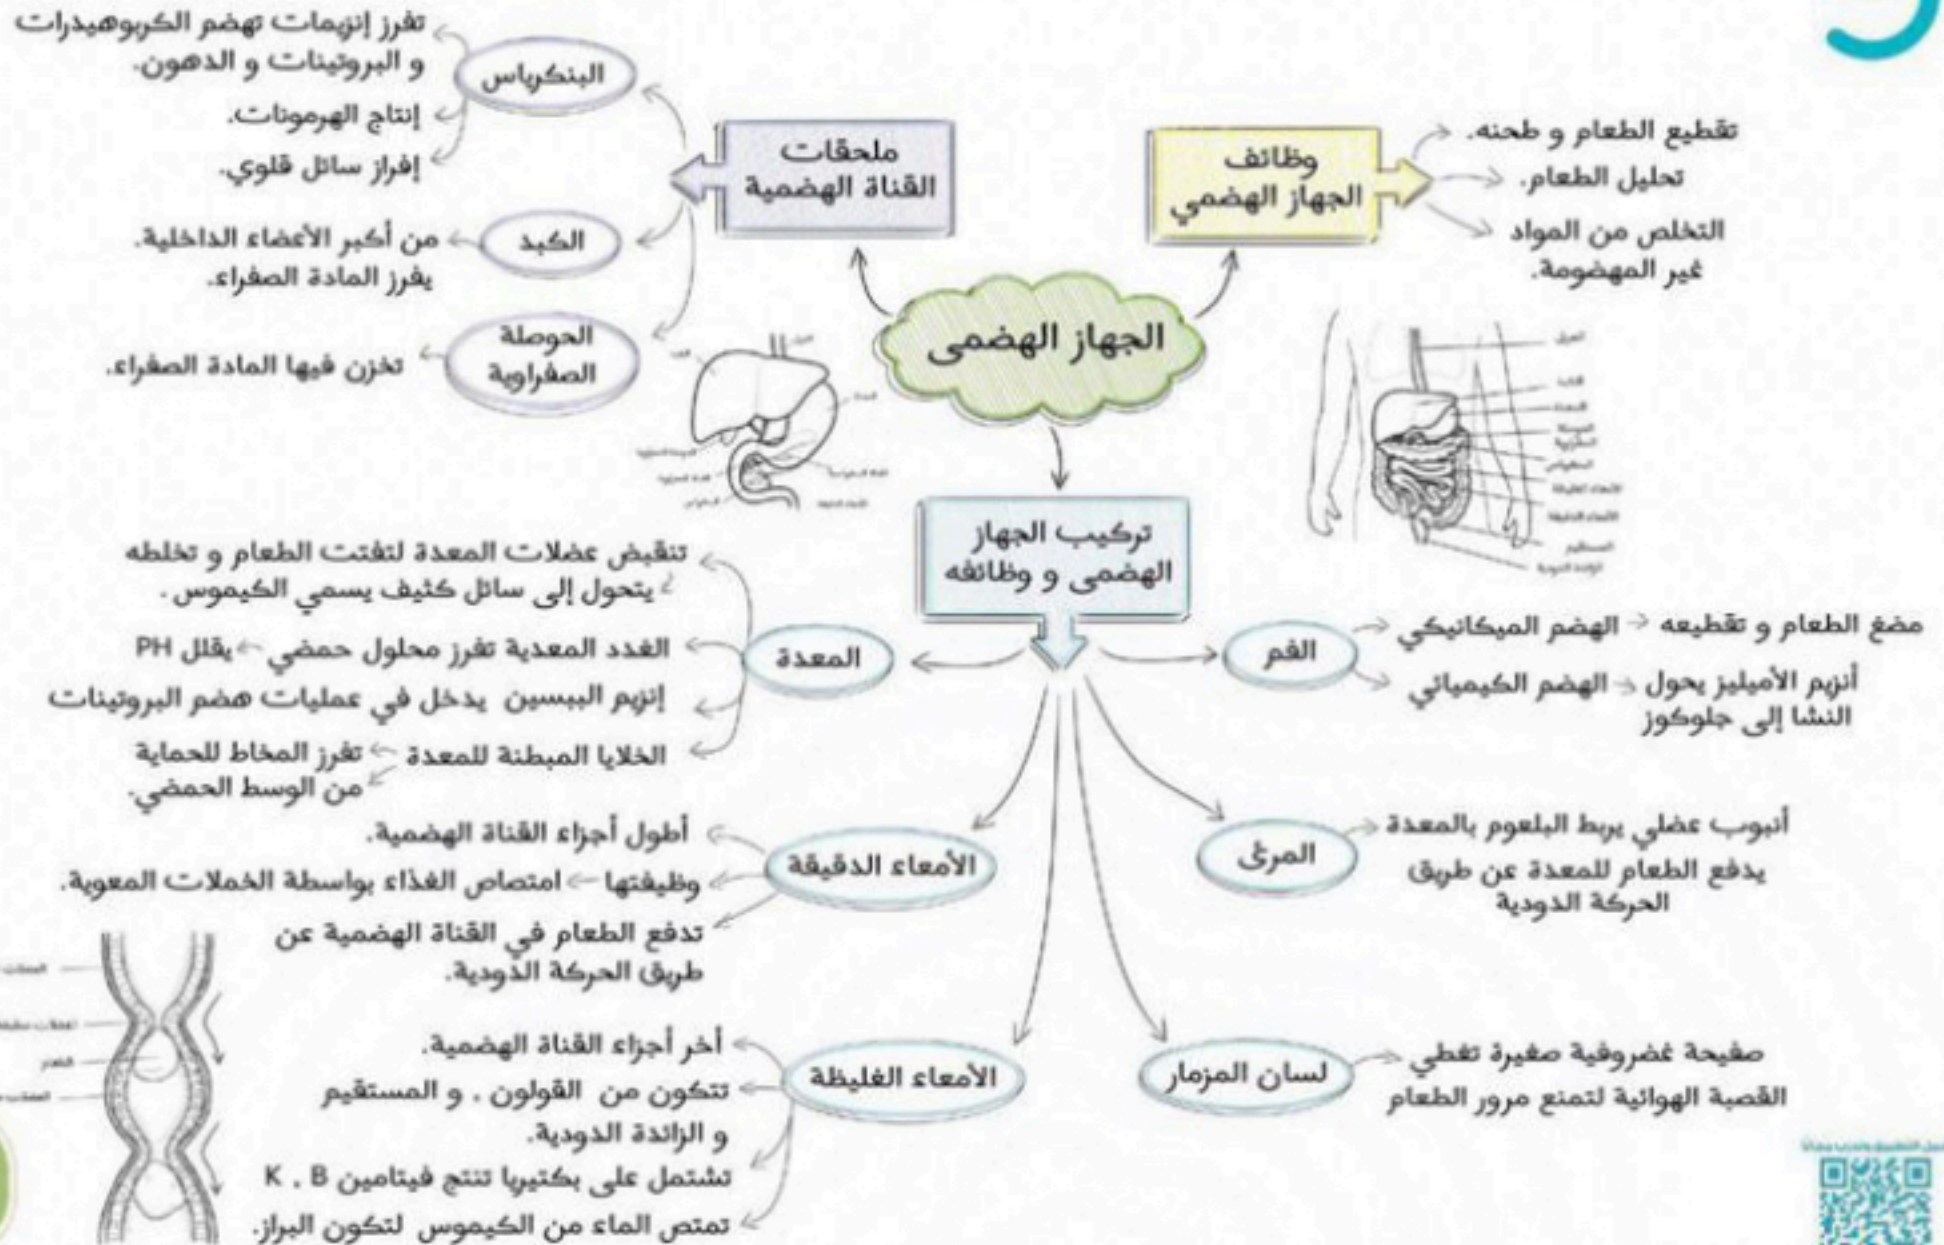 الجهاز الهضمى
وظائف
الجهاز الهضمي
تقطيع الطعام و طحنه.
تحليل الطعام.
التخلص من المواد
غير المهضومة.
ملحقات
القناة الهضمية
البنكرياس
تفرز إنزيمات تهضم الكربوهيدرات
و البروتينات و الدهون.
إنتاج الهرمونات.
إفراز سائل قلوي.
الكبد
من أكبر الأعضاء الداخلية.
يفرز المادة الصفراء.
الحوصلة
الصفراوية
تخزن فيها المادة الصفراء.
تركيب الجهاز
الهضمى و وظائفه
الفم
مضغ الطعام و تقطيعه → الهضم الميكانيكي
أنزيم الأميليز يحول → الهضم الكيميائي
النشا إلى جلوكوز
المرئ
أنبوب عضلي يربط البلعوم بالمعدة
يدفع الطعام للمعدة عن طريق
الحركة الدودية
لسان المزمار
صفيحة غضروفية صغيرة تغطي
القصبة الهوائية لتمنع مرور الطعام
المعدة
تنقبض عضلات المعدة لتفتت الطعام و تخلطه
يتحول إلى سائل كثيف يسمي الكيموس .
الغدد المعدية تفرز محلول حمضي ← يقلل PH
إنزيم الببسين يدخل في عمليات هضم البروتينات
الخلايا المبطنة للمعدة ← تفرز المخاط للحماية
من الوسط الحمضي.
الأمعاء الدقيقة
أطول أجزاء القناة الهضمية.
وظيفتها ← امتصاص الغذاء بواسطة الخملات المعوية.
تدفع الطعام في القناة الهضمية عن
طريق الحركة الدودية.
الأمعاء الغليظة
أخر أجزاء القناة الهضمية.
تتكون من القولون , و المستقيم
و الزائدة الدودية.
تشتمل على بكتيريا تنتج فيتامين K , B
تمتص الماء من الكيموس لتكون البراز.